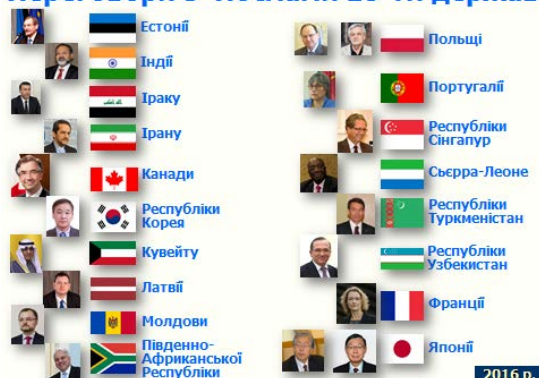 Естонії
Індії
Іраку
Ірану
Канади
Республіки
Корея
Кувейту
Латвії
Молдови
Південно-
Африканської
Республіки
Польщі
Португалії
Республіки
Сінгапур
Сьєрра-Леоне
Республіки
Туркменістан
Республіки
Узбекистан
Франції
Японії
2016 р.